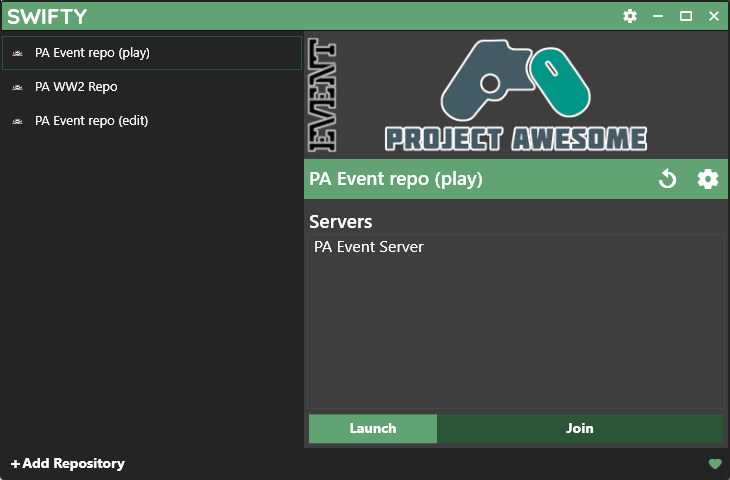 SWIFTY
PA Event repo (play)
PA WW2 Repo
PA Event repo (edit)
EVENT
PROJECT AWESOME
PA Event repo (play)
Servers
PA Event Server
Launch
Join
+Add Repository